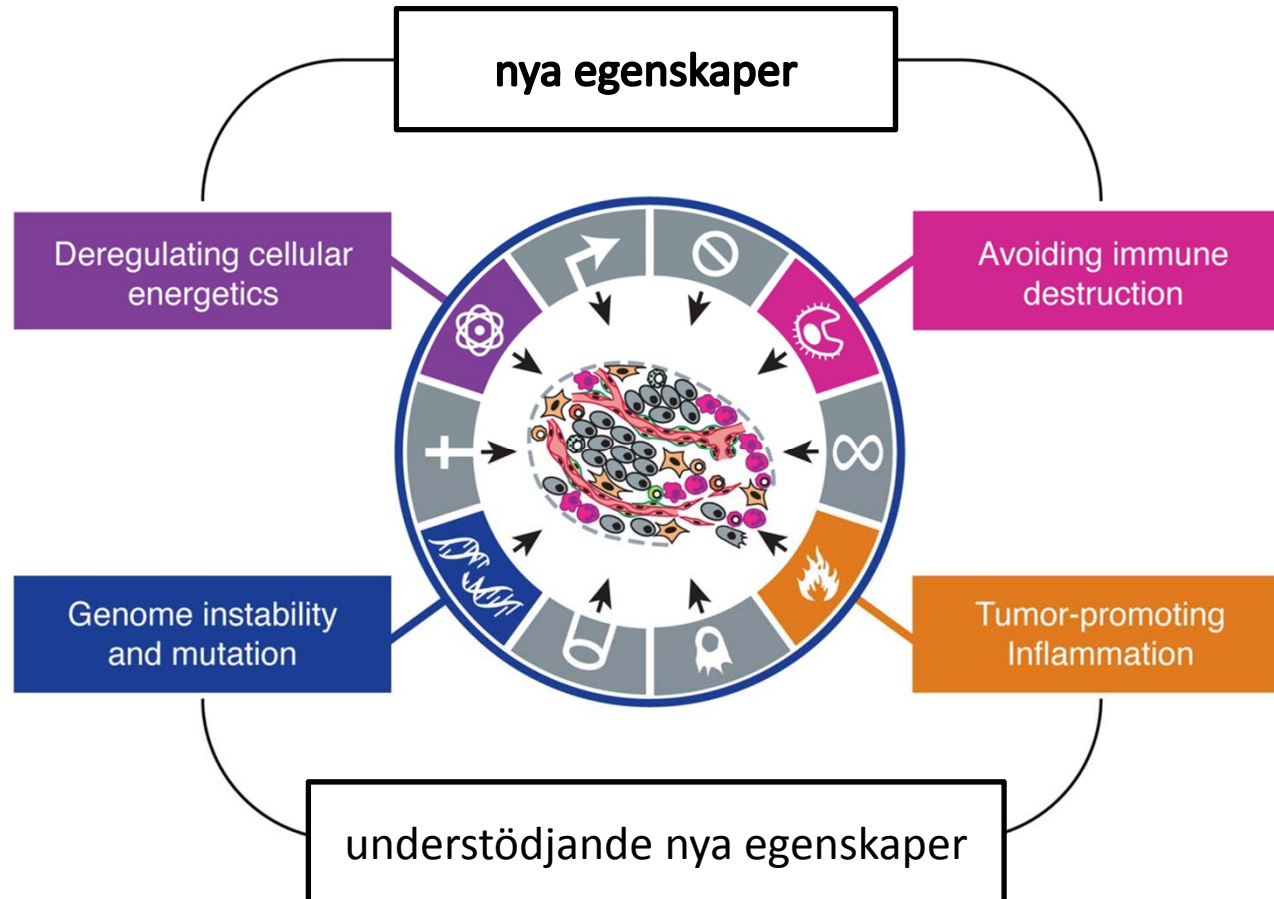 nya egenskaper
Deregulating cellular
energetics
Avoiding immune
destruction
Genome instability
and mutation
Tumor-promoting
Inflammation
understödjande nya egenskaper